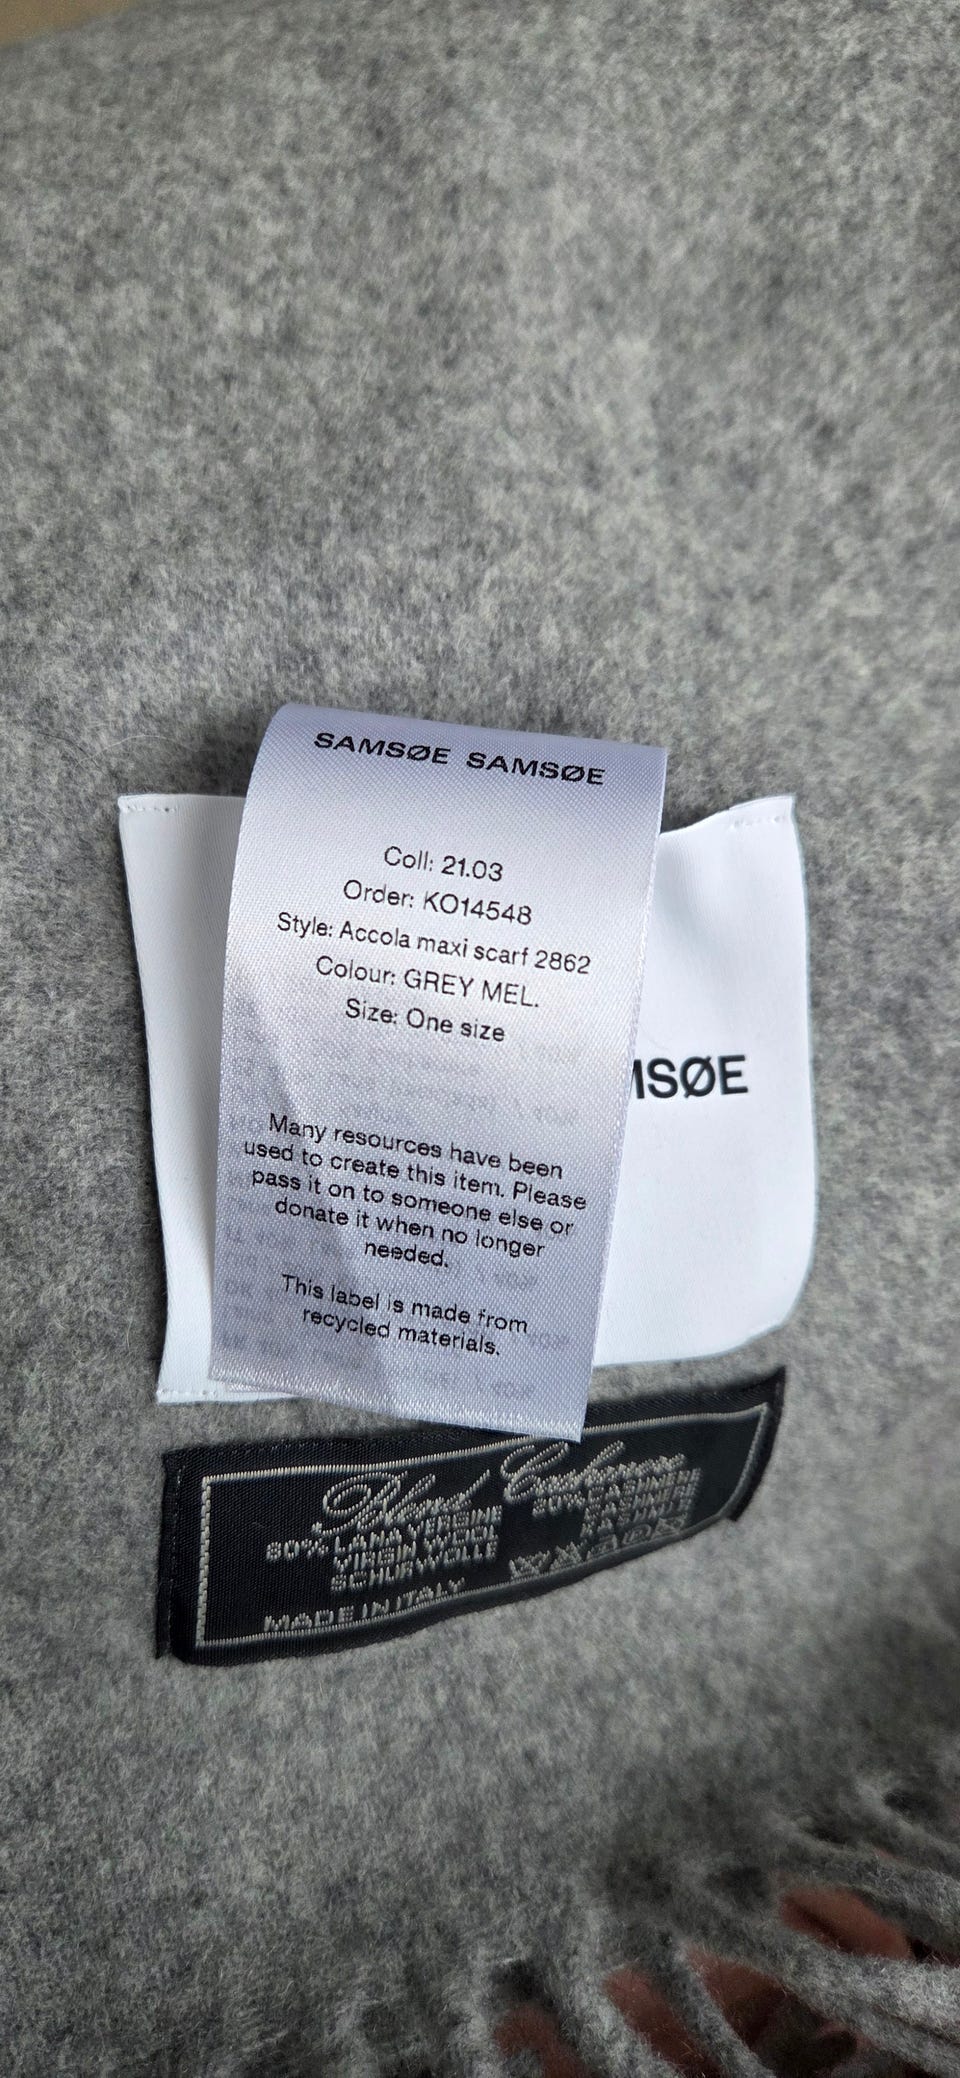 SAMSØE SAMSØE
Coll: 21.03
Order: KO14548
Style: Accola maxi scarf 2862
Colour: GREY MEL.
Size: One size
MSØE
Many resources have been
used to create this item. Please
pass it on to someone else or
donate it when no longer
needed.
This label is made from
recycled materials.
Blend Cashmere
80% LANA VERGINE
VIRGIN WOOL
SCHURWOLLE
20% CASHMERE
CASHMERE
KASCHMIR
MADE IN ITALY